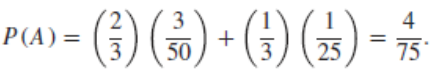 P(A) = (2/3)(3/50) + (1/3)(1/25) = 4/75.